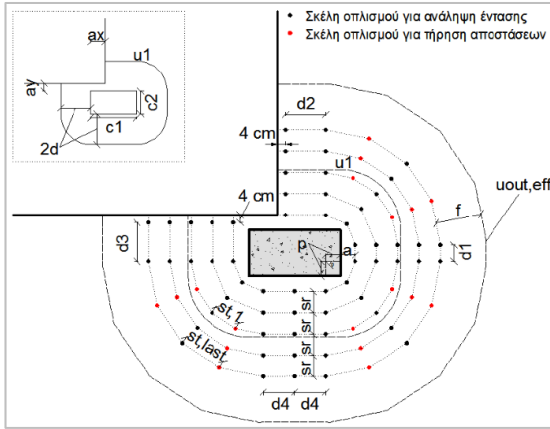 Σκέλη οπλισμού για ανάληψη έντασης
Σκέλη οπλισμού για τήρηση αποστάσεων
ax
u1
ay
c2
c1
2d
d2
4 cm
u1
uout,eff
4 cm
f
p
a
d3
d1
st,1
sr
sr
sr
sr
st,last
d4
d4